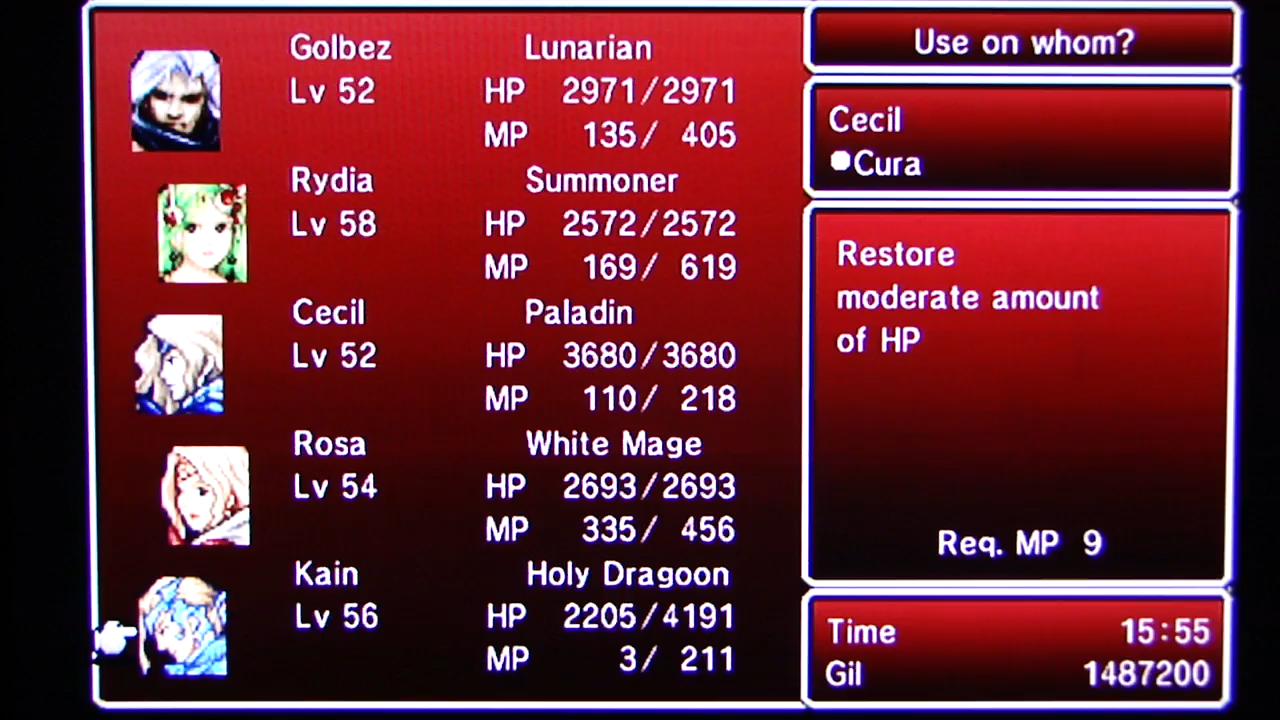 Golbez Lunarian
Lv 52 HP 2971/2971
MP 135/ 405
Rydia Summoner
Lv 58 HP 2572/2572
MP 169/ 619
Cecil Paladin
Lv 52 HP 3680/3680
MP 110/ 218
Rosa White Mage
Lv 54 HP 2693/2693
MP 335/ 456
Kain Holy Dragoon
Lv 56 HP 2205/4191
MP 3/ 211
Use on whom?
Cecil
Cura
Restore
moderate amount
of HP
Req. MP 9
Time 15:55
Gil 1487200